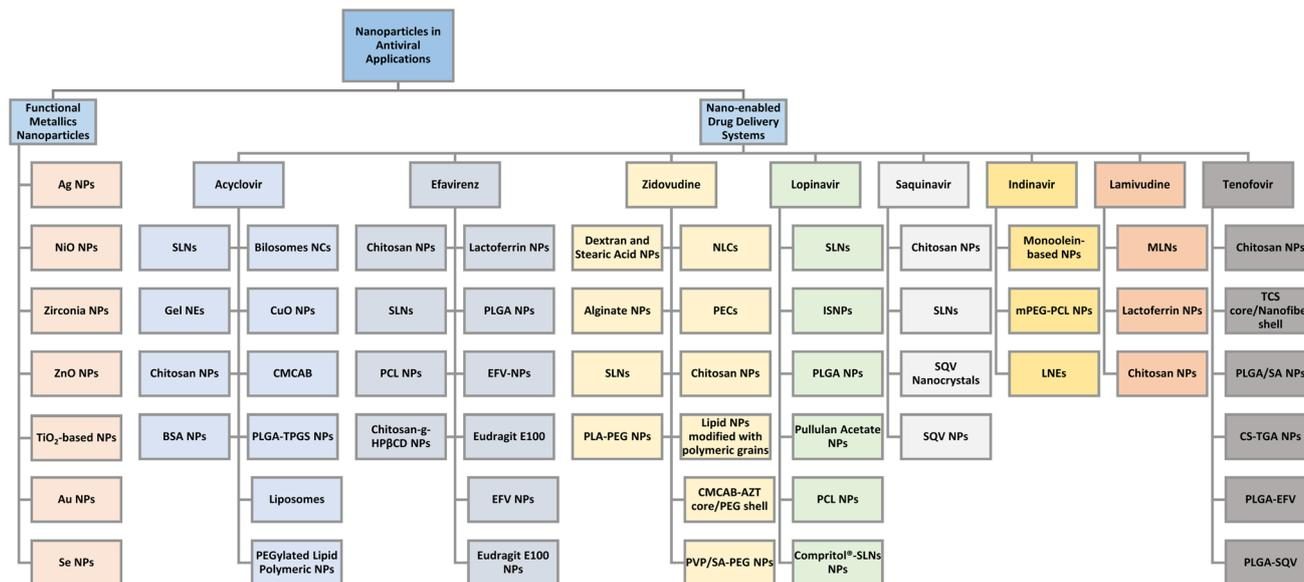 Nanoparticles in
Antiviral
Applications
Functional
Metallics
Nanoparticles
Nano-enabled
Drug Delivery
Systems
Ag NPs
NiO NPs
Zirconia NPs
ZnO NPs
TiO₂-based NPs
Au NPs
Se NPs
Acyclovir
SLNs
Gel NEs
Chitosan NPs
BSA NPs
Bilosomes NCs
CuO NPs
CMCAB
PLGA-TPGS NPs
Liposomes
PEGylated Lipid
Polymeric NPs
Efavirenz
Chitosan NPs
SLNs
PCL NPs
Chitosan-g-
HPβCD NPs
Lactoferrin NPs
PLGA NPs
EFV-NPs
Eudragit E100
EFV NPs
Eudragit E100
NPs
Zidovudine
Dextran and
Stearic Acid NPs
Alginate NPs
SLNs
PLA-PEG NPs
NLCs
PECs
Chitosan NPs
Lipid NPs
modified with
polymeric grains
CMCAB-AZT
core/PEG shell
PVP/SA-PEG NPs
Lopinavir
SLNs
ISNPs
PLGA NPs
Pullulan Acetate
NPs
PCL NPs
Compritol®-SLNs
NPs
Saquinavir
Chitosan NPs
SLNs
SQV
Nanocrystals
SQV NPs
Indinavir
Monoolein-
based NPs
mPEG-PCL NPs
LNEs
Lamivudine
MLNs
Lactoferrin NPs
Chitosan NPs
Tenofovir
Chitosan NPs
TCS
core/Nanofibe
shell
PLGA/SA NPs
CS-TGA NPs
PLGA-EFV
PLGA-SQV